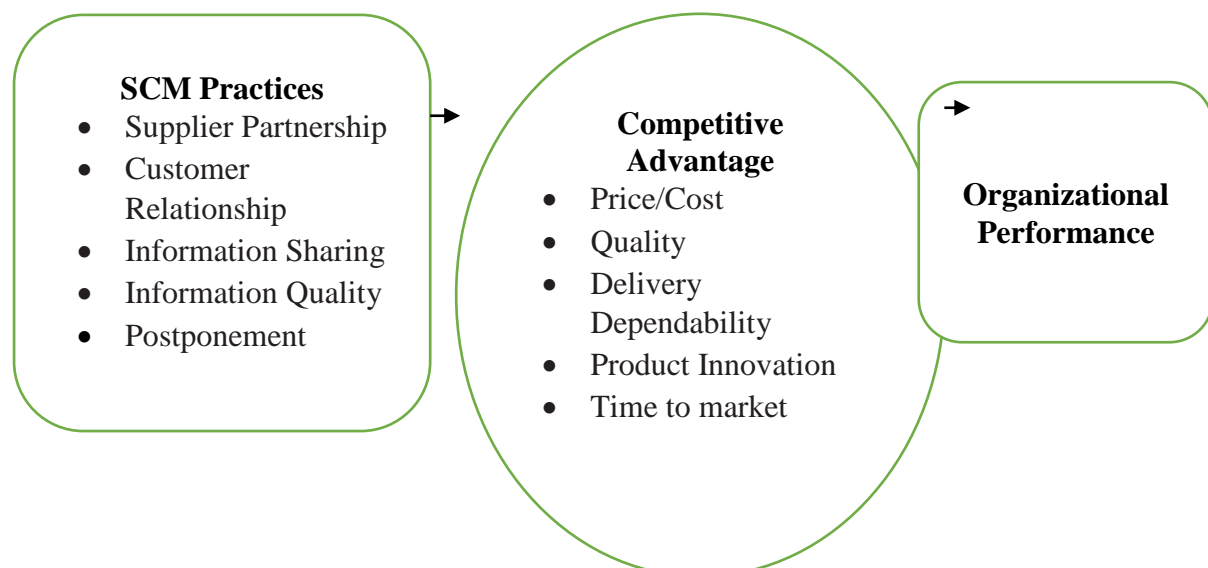 SCM Practices
• Supplier Partnership
• Customer
Relationship
• Information Sharing
• Information Quality
• Postponement
Competitive
Advantage
• Price/Cost
• Quality
• Delivery
Dependability
• Product Innovation
• Time to market
Organizational
Performance